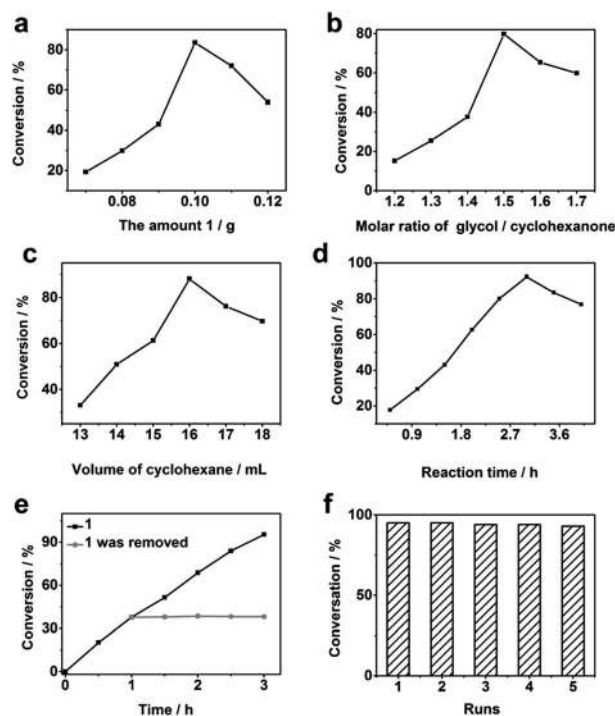 a
Conversion / %
80
60
40
20
0.08
0.10
0.12
The amount 1 / g
b
Conversion / %
80
60
40
20
0
1.2
1.3
1.4
1.5
1.6
1.7
Molar ratio of glycol / cyclohexanone
c
Conversion / %
80
60
40
13
14
15
16
17
18
Volume of cyclohexane / mL
d
Conversion / %
100
80
60
40
20
0.9
1.8
2.7
3.6
Reaction time / h
e
1
1 was removed
Conversion / %
90
60
30
0
0
1
2
3
Time / h
f
Conversation / %
100
50
0
1
2
3
4
5
Runs